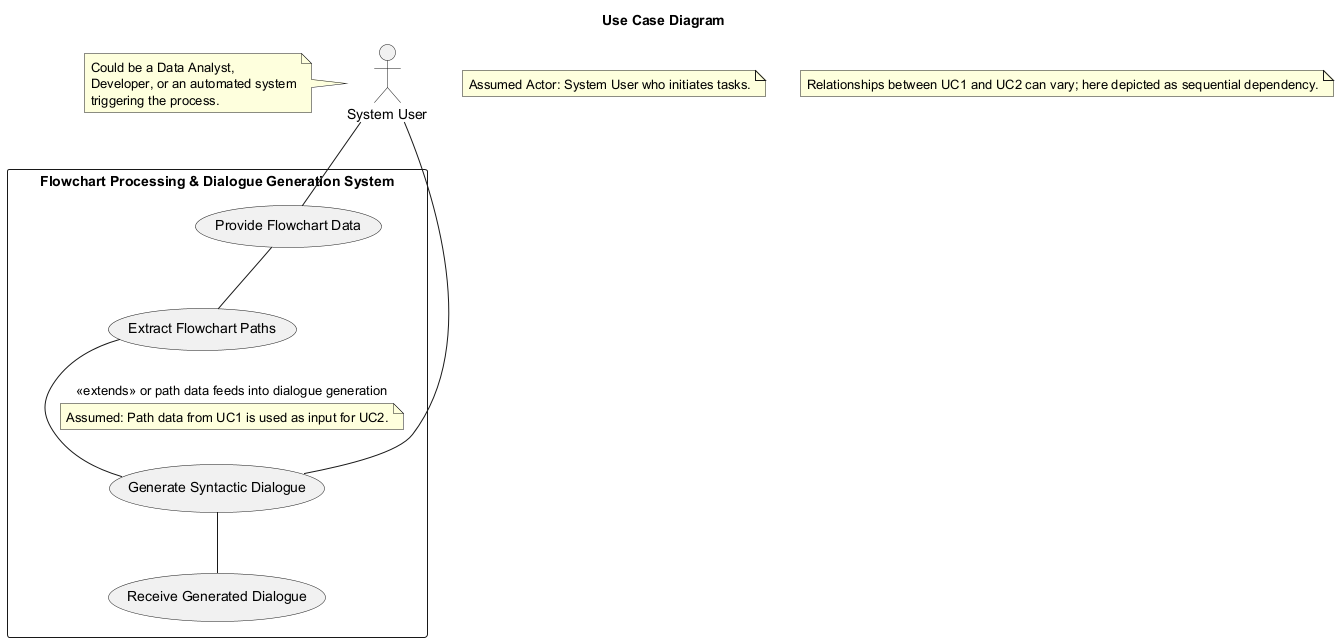 Use Case Diagram
Could be a Data Analyst,
Developer, or an automated system
triggering the process.
System User
Assumed Actor: System User who initiates tasks.
Relationships between UC1 and UC2 can vary; here depicted as sequential dependency.
Flowchart Processing & Dialogue Generation System
Provide Flowchart Data
Extract Flowchart Paths
«extends» or path data feeds into dialogue generation
Assumed: Path data from UC1 is used as input for UC2.
Generate Syntactic Dialogue
Receive Generated Dialogue